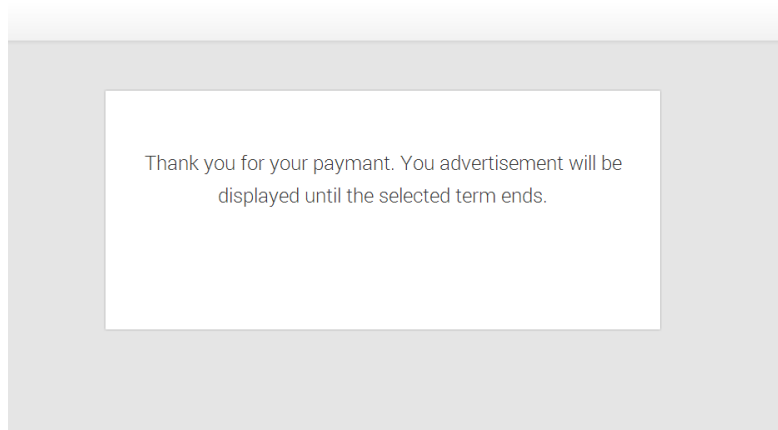 Thank you for your paymant. You advertisement will be
displayed until the selected term ends.